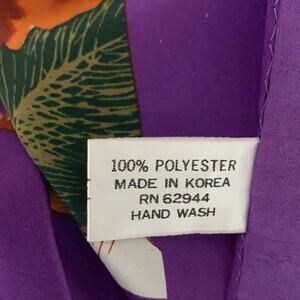 100% POLYESTER
MADE IN KOREA
RN 62944
HAND WASH